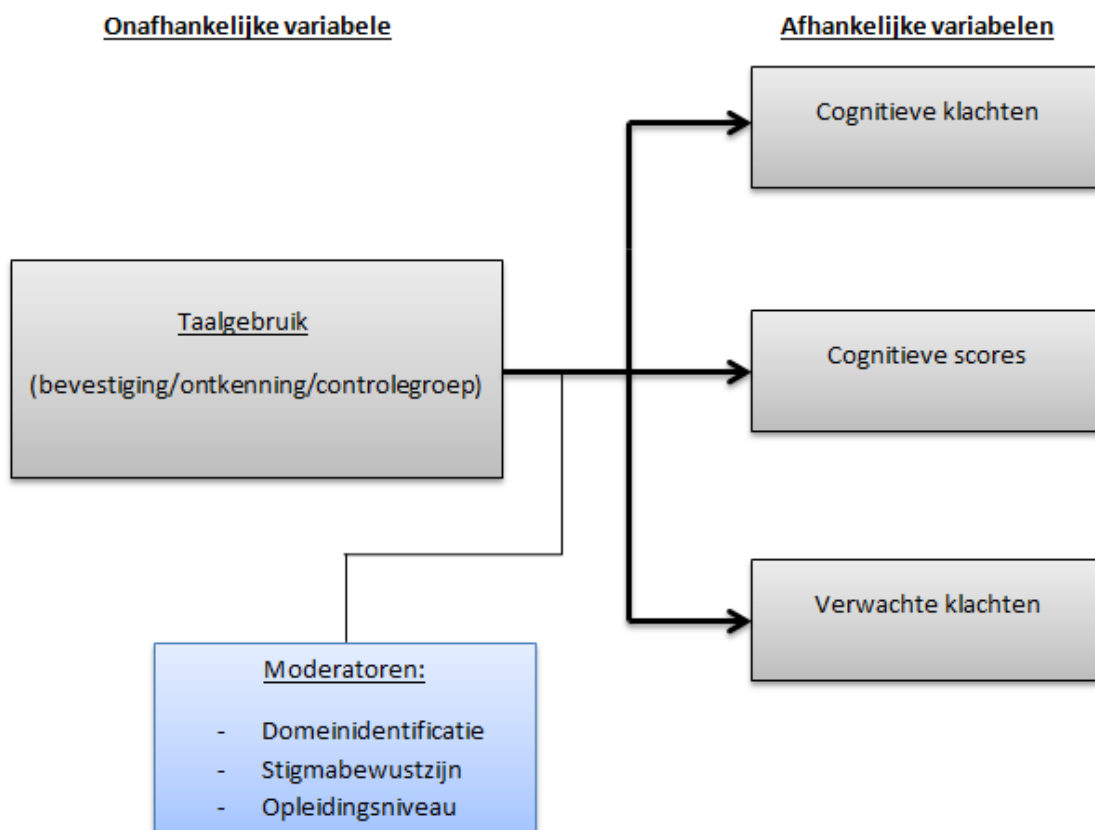 Onafhankelijke variabele
Afhankelijke variabelen
Cognitieve klachten
Taalgebruik
(bevestiging/ontkenning/controlegroep)
Cognitieve scores
Verwachte klachten
Moderatoren:
- Domeinidentificatie
- Stigmabewustzijn
- Opleidingsniveau